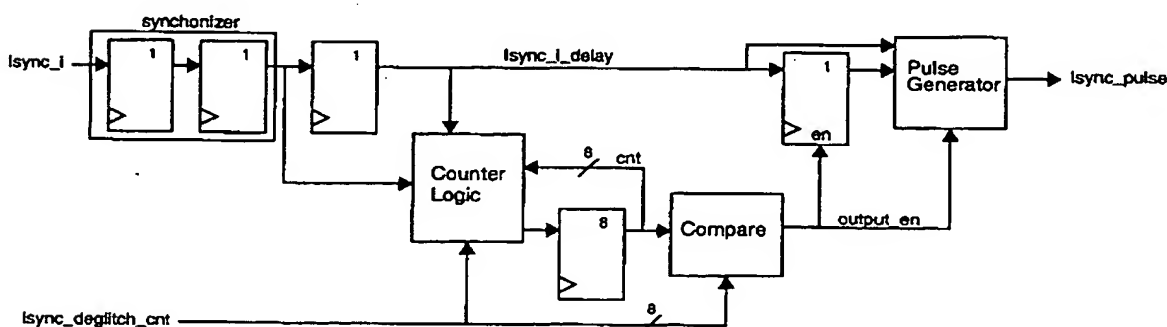 synchonizer
1
1
1
lsync_i
lsync_i_delay
1
en
Pulse
Generator
lsync_pulse
8
cnt
Counter
Logic
8
Compare
output_en
lsync_deglitch_cnt
8